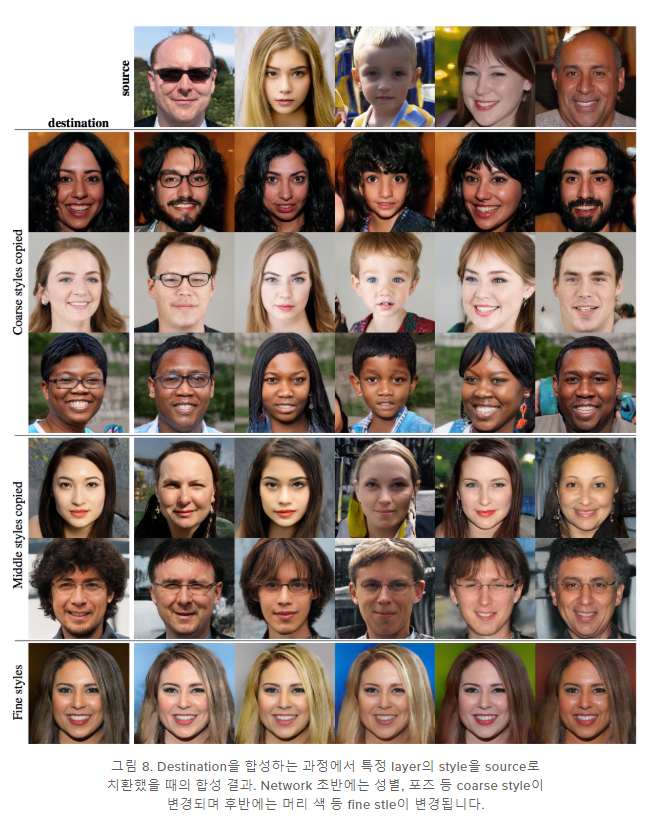 source
destination
Coarse styles copied
Middle styles copied
Fine styles
그림 8. Destination을 합성하는 과정에서 특정 layer의 style을 source로
치환했을 때의 합성 결과. Network 초반에는 성별, 포즈 등 coarse style이
변경되며 후반에는 머리 색 등 fine stle이 변경됩니다.